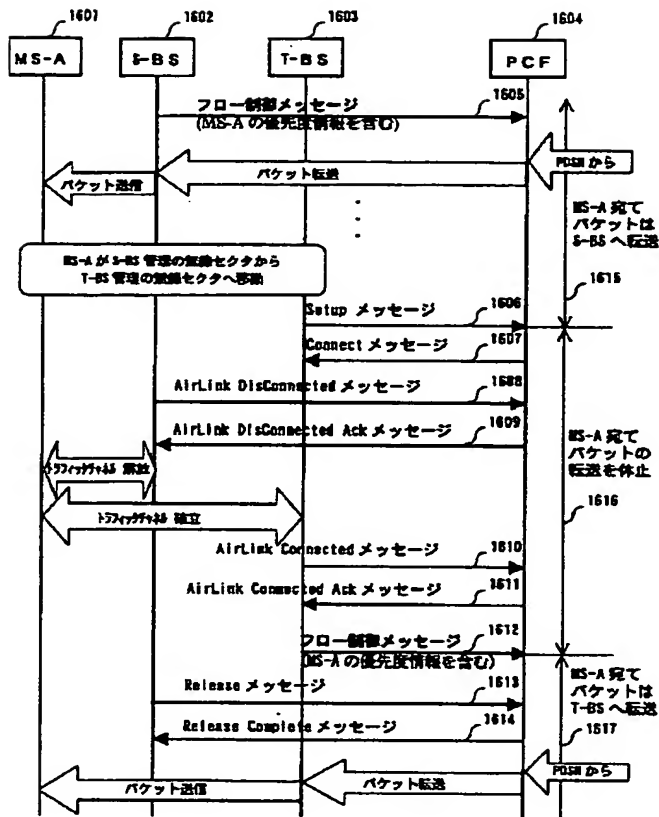 1601
1602
1603
1604
MS-A
S-BS
T-BS
PCF
フロー制御メッセージ
(MS-A の優先度情報を含む)
1605
PDSN から
パケット転送
パケット送信
MS-A 宛て
パケットは
S-BS へ転送
1615
MS-A が S-BS 管理の無線セクタから
T-BS 管理の無線セクタへ移動
Setup メッセージ
1606
Connect メッセージ
1607
AirLink DisConnected メッセージ
1608
AirLink DisConnected Ack メッセージ
1609
MS-A 宛て
パケットの
転送を休止
1616
トラフィックチャネル 解放
トラフィックチャネル 確立
AirLink Connected メッセージ
1610
AirLink Connected Ack メッセージ
1611
フロー制御メッセージ
1612
(MS-A の優先度情報を含む)
Release メッセージ
1613
MS-A 宛て
パケットは
T-BS へ転送
Release Complete メッセージ
1614
1617
PDSN から
パケット転送
パケット送信